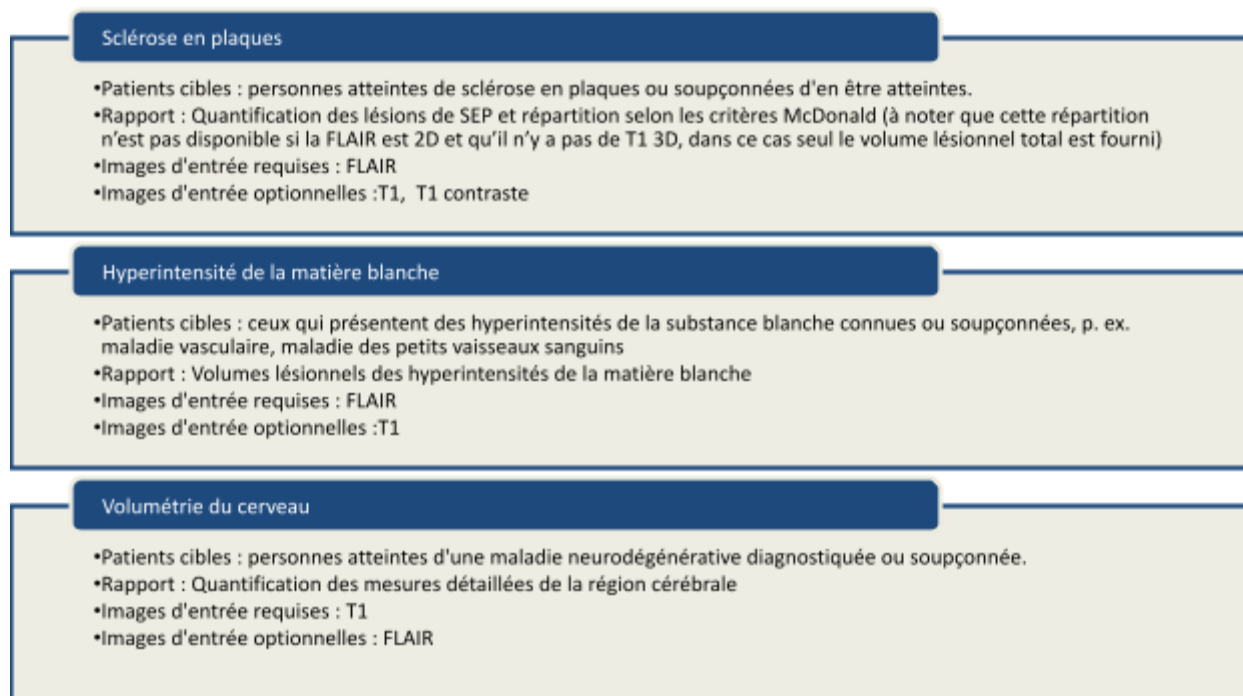 Sclérose en plaques
•Patients cibles : personnes atteintes de sclérose en plaques ou soupçonnées d'en être atteintes.
•Rapport : Quantification des lésions de SEP et répartition selon les critères McDonald (à noter que cette répartition
n’est pas disponible si la FLAIR est 2D et qu’il n’y a pas de T1 3D, dans ce cas seul le volume lésionnel total est fourni)
•Images d'entrée requises : FLAIR
•Images d'entrée optionnelles :T1, T1 contraste
Hyperintensité de la matière blanche
•Patients cibles : ceux qui présentent des hyperintensités de la substance blanche connues ou soupçonnées, p. ex.
maladie vasculaire, maladie des petits vaisseaux sanguins
•Rapport : Volumes lésionnels des hyperintensités de la matière blanche
•Images d'entrée requises : FLAIR
•Images d'entrée optionnelles :T1
Volumétrie du cerveau
•Patients cibles : personnes atteintes d'une maladie neurodégénérative diagnostiquée ou soupçonnée.
•Rapport : Quantification des mesures détaillées de la région cérébrale
•Images d'entrée requises : T1
•Images d'entrée optionnelles : FLAIR